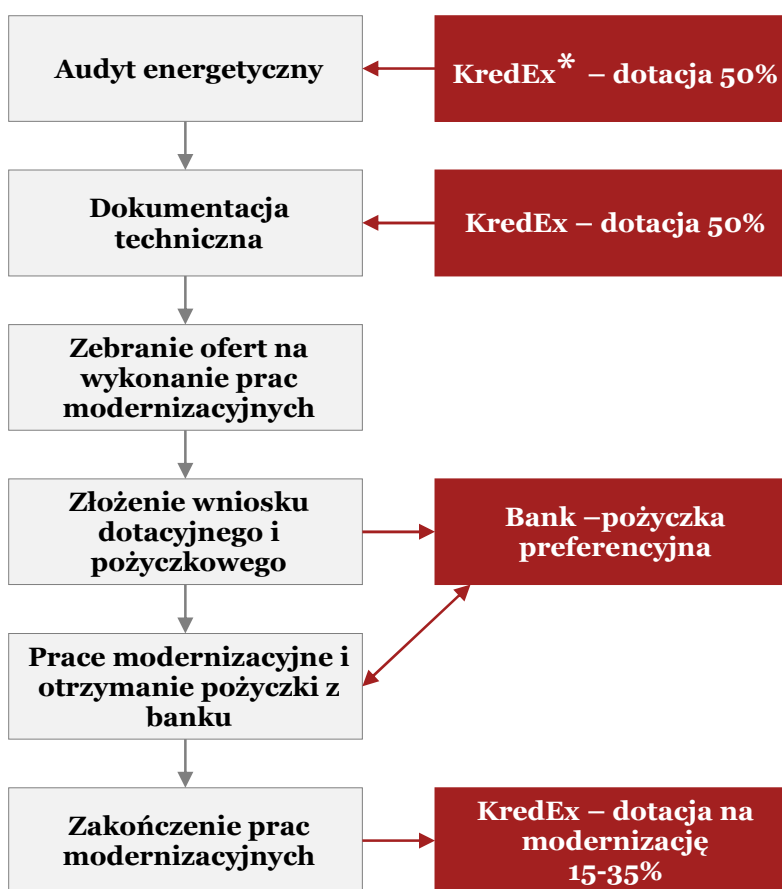 Audyt energetyczny
KredEx* – dotacja 50%
Dokumentacja
techniczna
KredEx – dotacja 50%
Zebranie ofert na
wykonanie prac
modernizacyjnych
Złożenie wniosku
dotacyjnego i
pożyczkowego
Bank –pożyczka
preferencyjna
Prace modernizacyjne i
otrzymanie pożyczki z
banku
Zakończenie prac
modernizacyjnych
KredEx – dotacja na
modernizację
15-35%